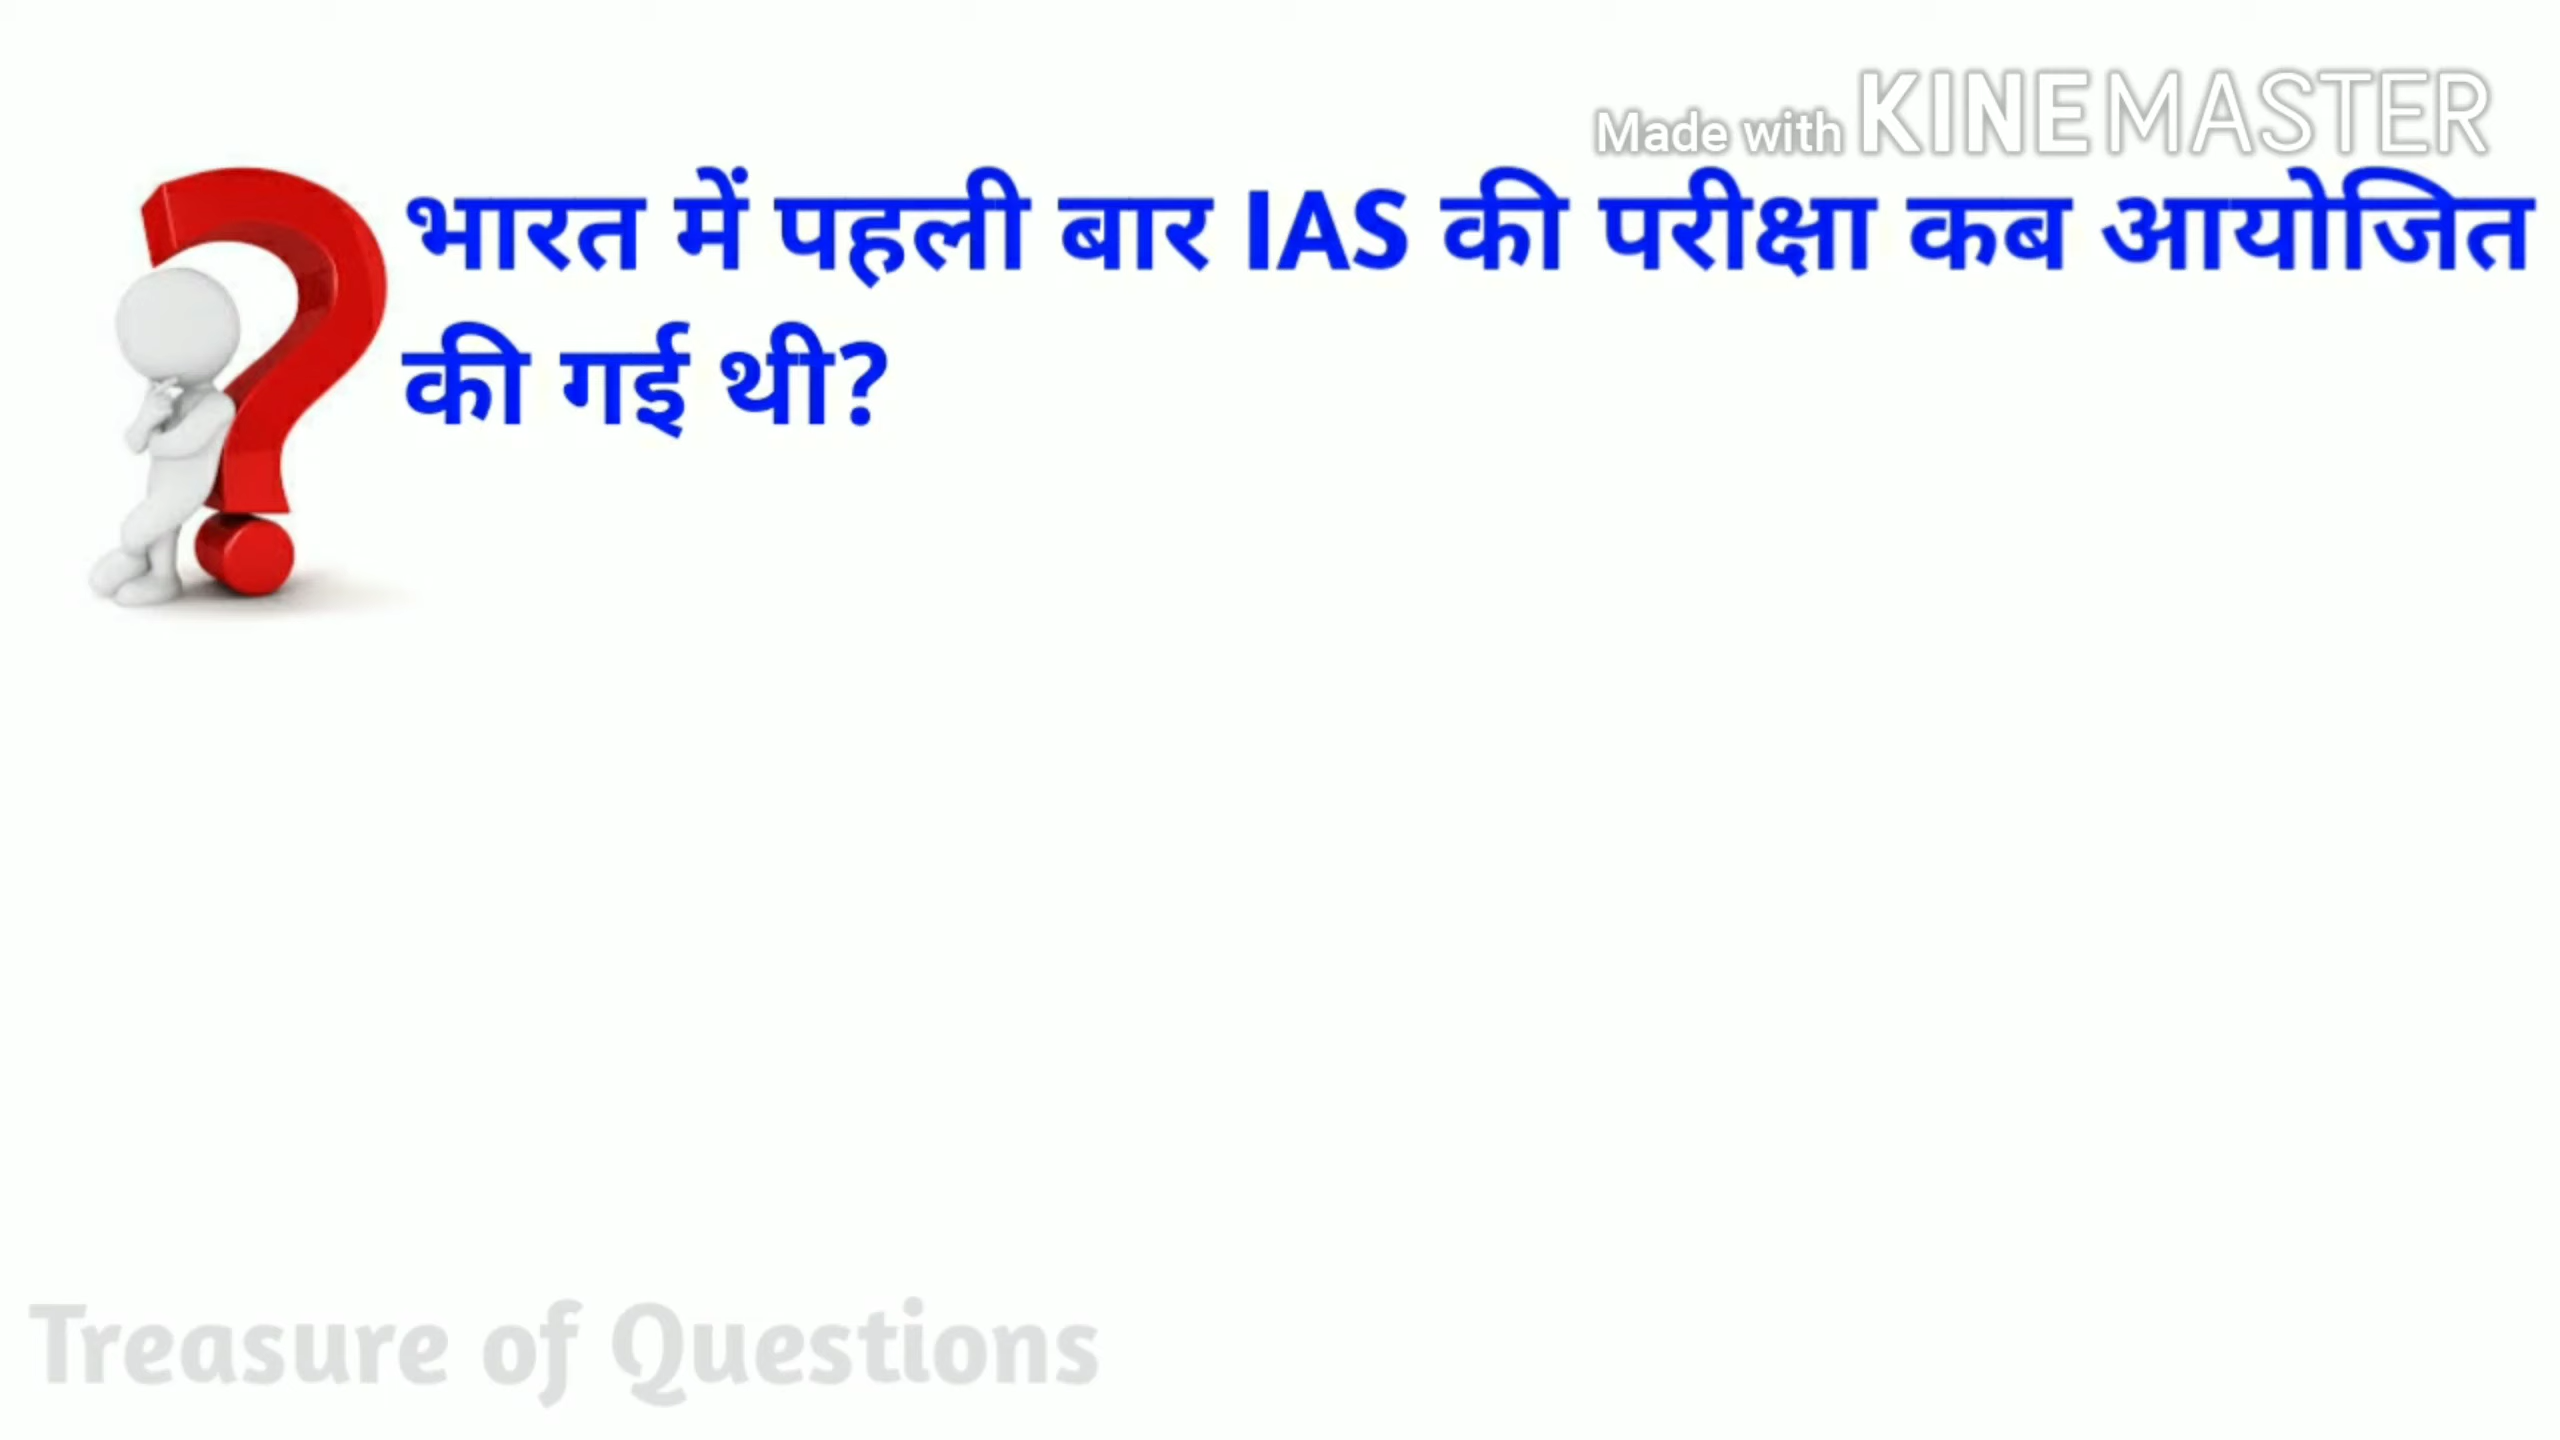 Made with KINEMASTER
भारत में पहली बार IAS की परीक्षा कब आयोजित
की गई थी?
Treasure of Questions